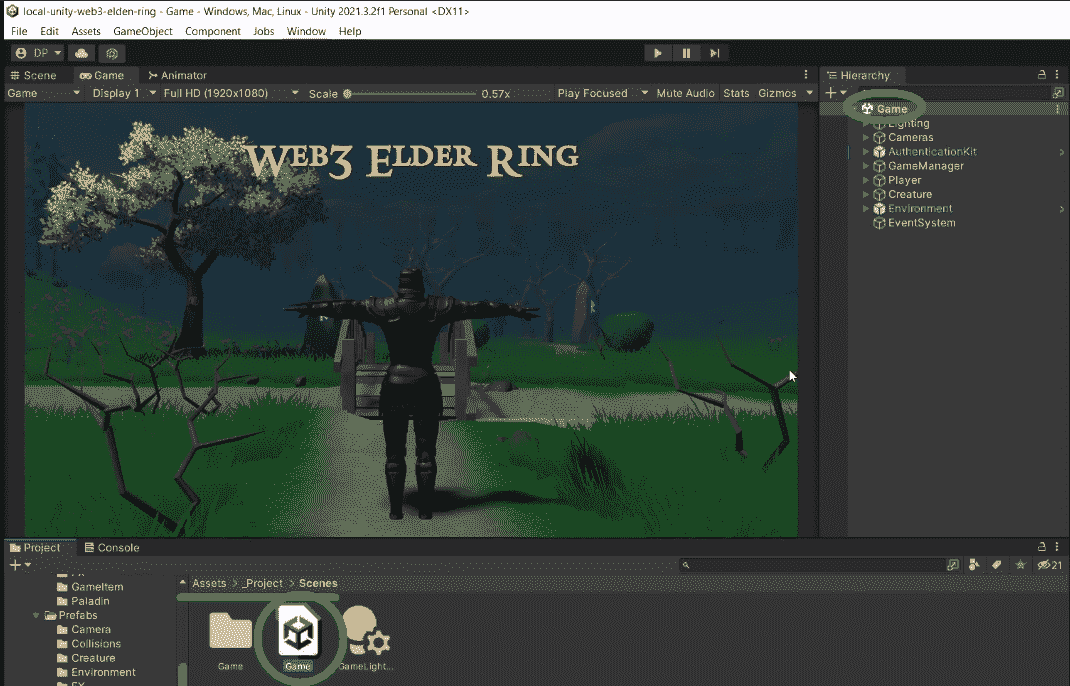 local-unity-web3-elden-ring - Game - Windows, Mac, Linux - Unity 2021.3.2f1 Personal <DX11>
File Edit Assets GameObject Component Jobs Window Help
DP
Scene Game Animator
Game Display 1 Full HD (1920x1080) Scale 0.57x Play Focused Mute Audio Stats Gizmos
Web3 Elder Ring
Hierarchy
Game
Lighting
Cameras
AuthenticationKit
GameManager
Player
Creature
Environment
EventSystem
Project Console
21
GameItem
Paladin
Prefabs
Camera
Collisions
Creature
Environment
FX
Assets > _Project > Scenes
Game Game GameLight...